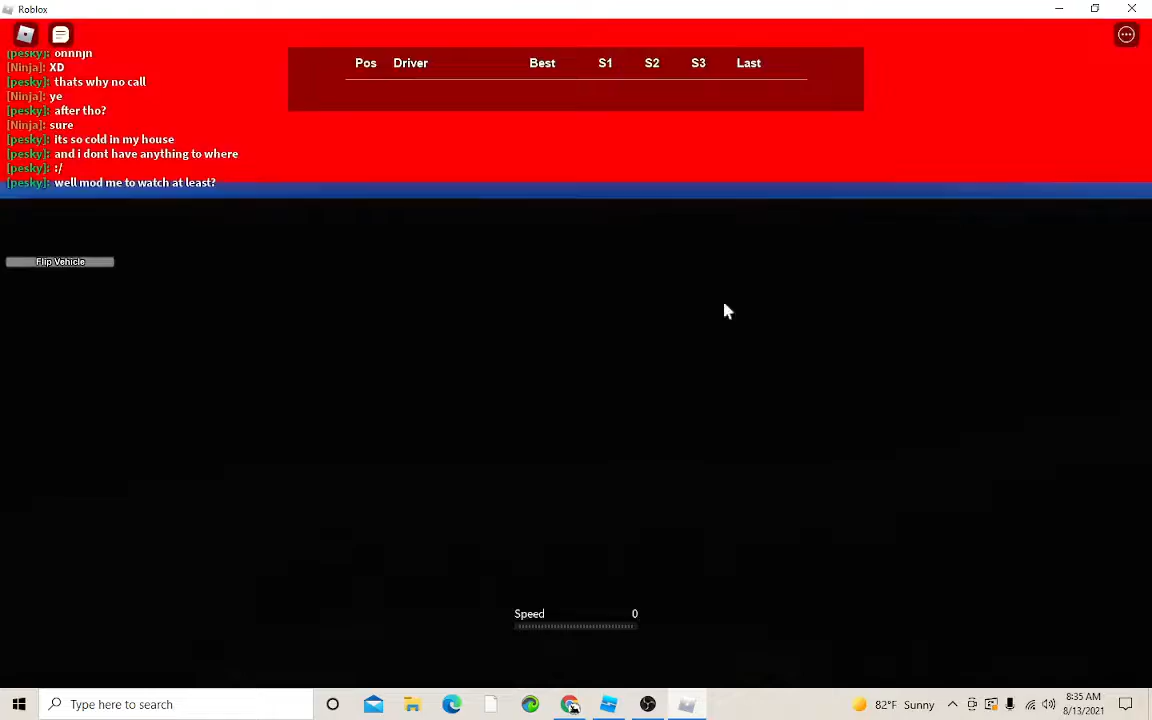 Roblox
[pesky]: onnnjn
[Ninja]: XD
[pesky]: thats why no call
[Ninja]: ye
[pesky]: after tho?
[Ninja]: sure
[pesky]: its so cold in my house
[pesky]: and i dont have anything to where
[pesky]: :/
[pesky]: well mod me to watch at least?
Pos Driver Best S1 S2 S3 Last
Flip Vehicle
Speed 0
Type here to search
82°F Sunny
8:35 AM
8/13/2021